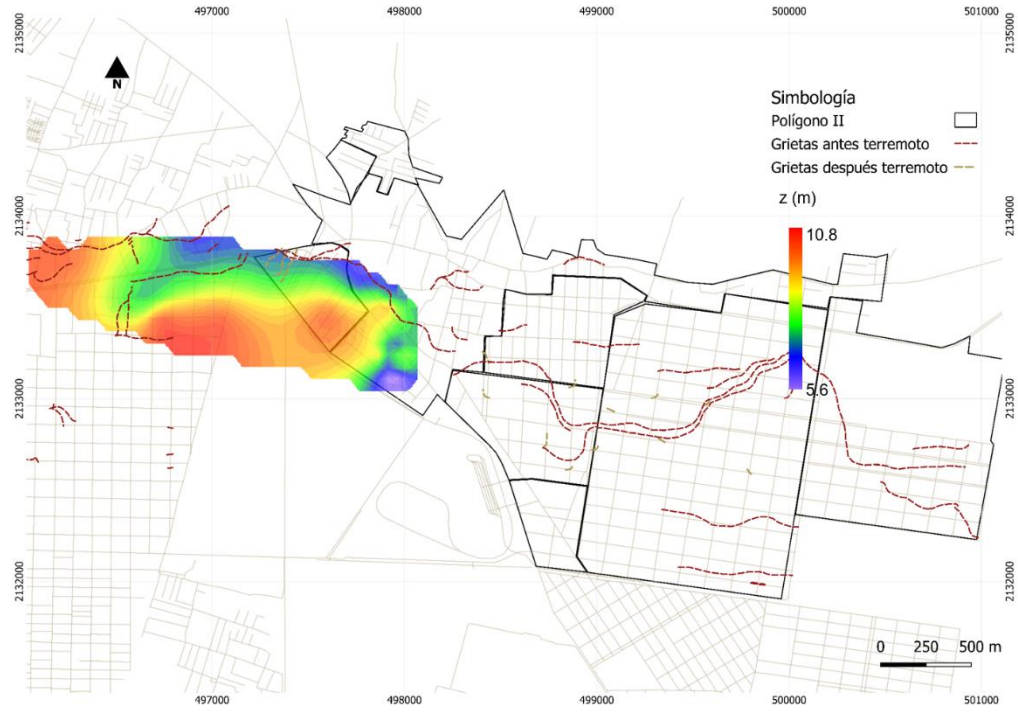 497000 498000 499000 500000 501000
2135000 2135000
N
Simbología
Polígono II
Grietas antes terremoto
Grietas después terremoto
z (m)
2134000 2134000
10.8
5.6
2133000 2133000
2132000 2132000
0 250 500 m
497000 498000 499000 500000 501000